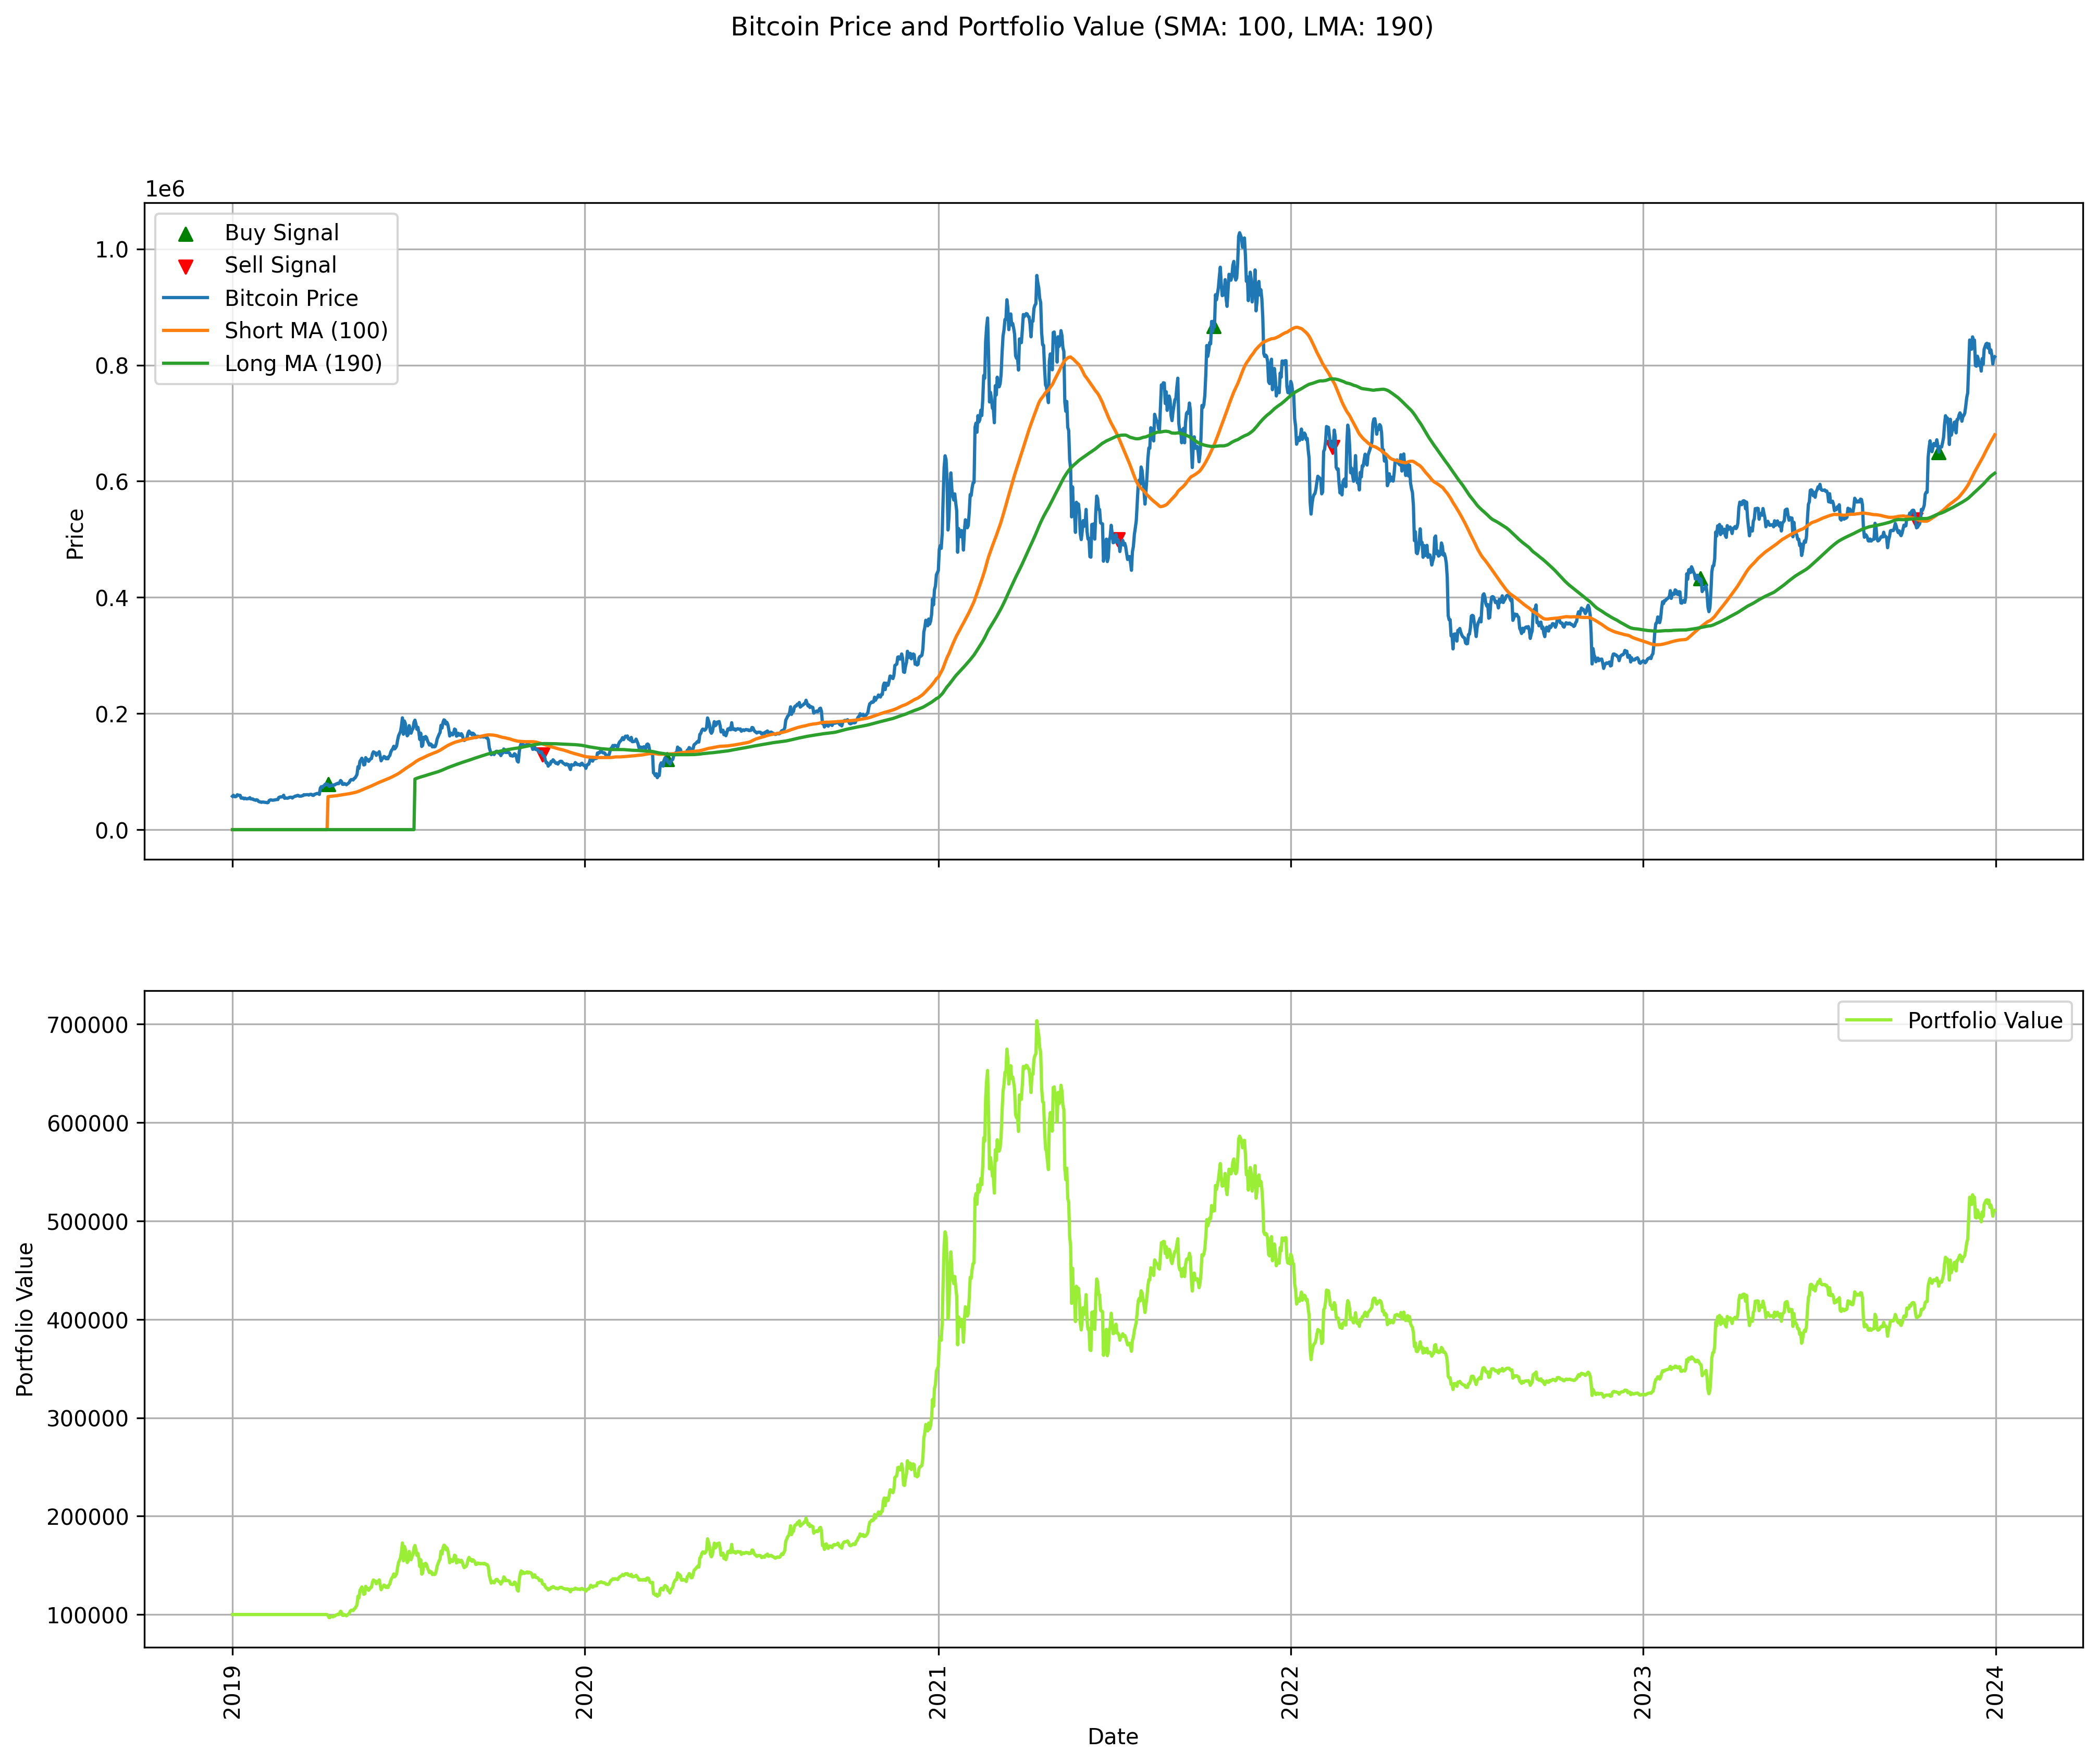 Bitcoin Price and Portfolio Value (SMA: 100, LMA: 190)
1e6
Buy Signal
Sell Signal
Bitcoin Price
Short MA (100)
Long MA (190)
1.0
0.8
0.6
0.4
0.2
0.0
Price
Portfolio Value
700000
600000
500000
400000
300000
200000
100000
Portfolio Value
2019
2020
2021
2022
2023
2024
Date